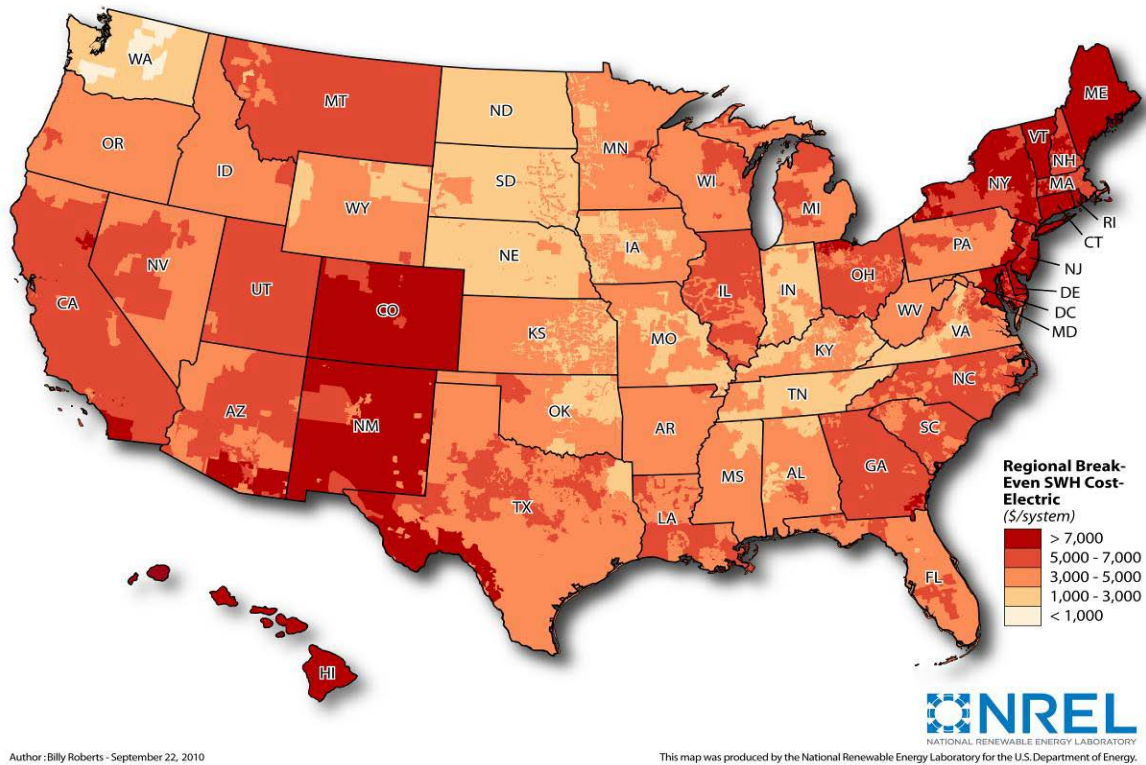 WA
MT
ND
MN
ME
VT
NH
OR
ID
SD
WI
NY
MA
WY
MI
RI
CT
IA
PA
NE
NJ
NV
OH
DE
UT
IL
IN
DC
CA
CO
WV
MD
VA
KS
MO
KY
NC
TN
AZ
OK
NM
AR
SC
MS
AL
GA
TX
LA
FL
HI
Regional Break-
Even SWH Cost-
Electric
($/system)
> 7,000
5,000 - 7,000
3,000 - 5,000
1,000 - 3,000
< 1,000
NREL
NATIONAL RENEWABLE ENERGY LABORATORY
Author : Billy Roberts - September 22, 2010
This map was produced by the National Renewable Energy Laboratory for the U.S. Department of Energy.